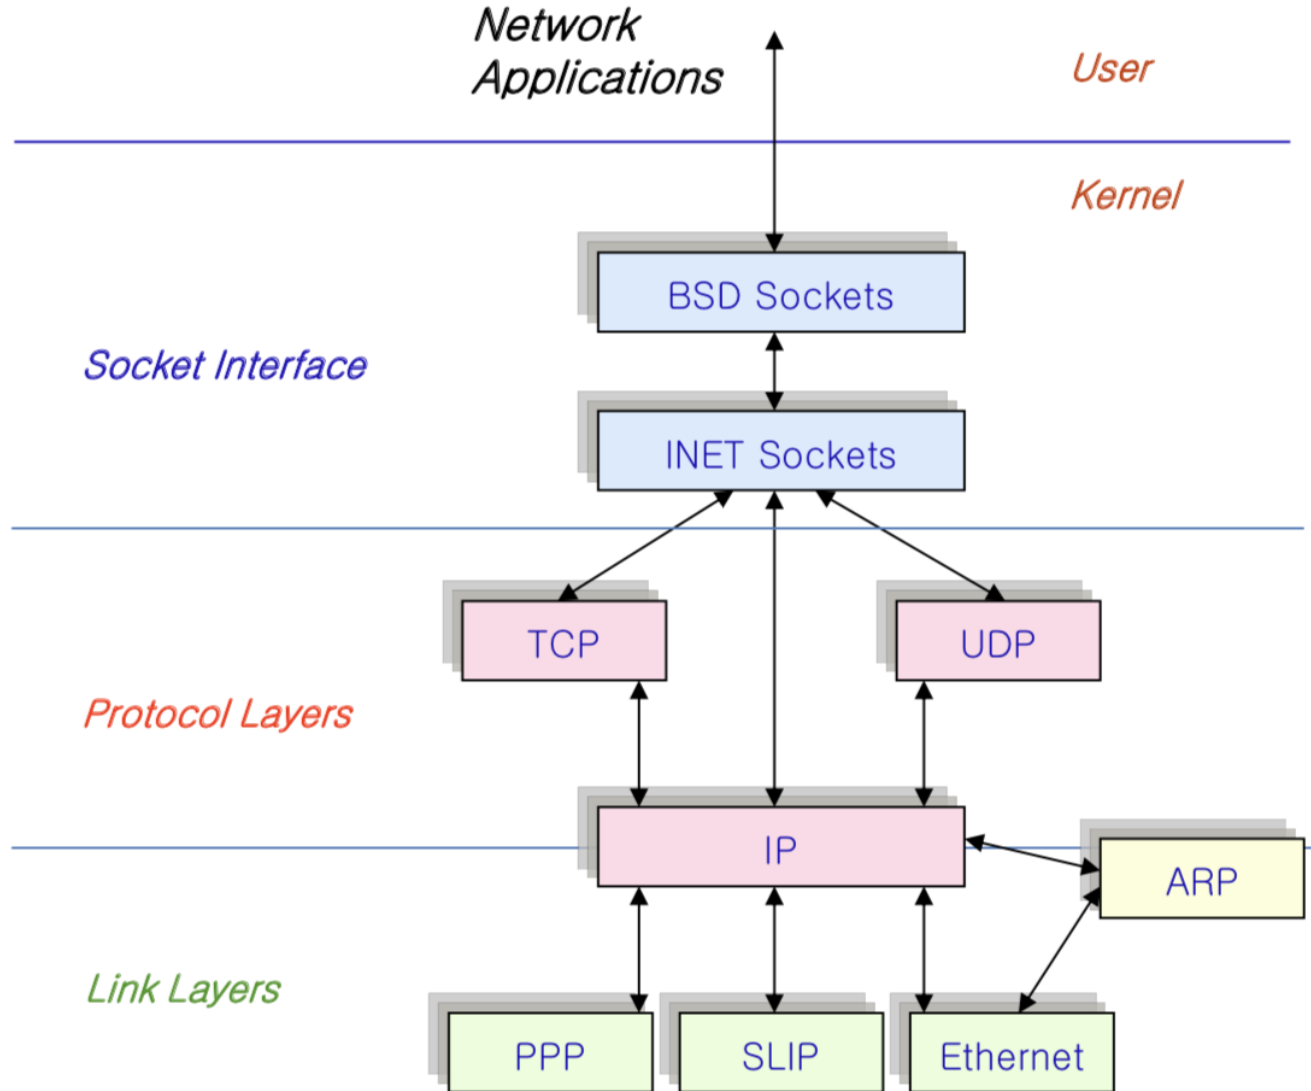 Network
Applications
User
Kernel
BSD Sockets
Socket Interface
INET Sockets
TCP
UDP
Protocol Layers
IP
ARP
Link Layers
PPP
SLIP
Ethernet